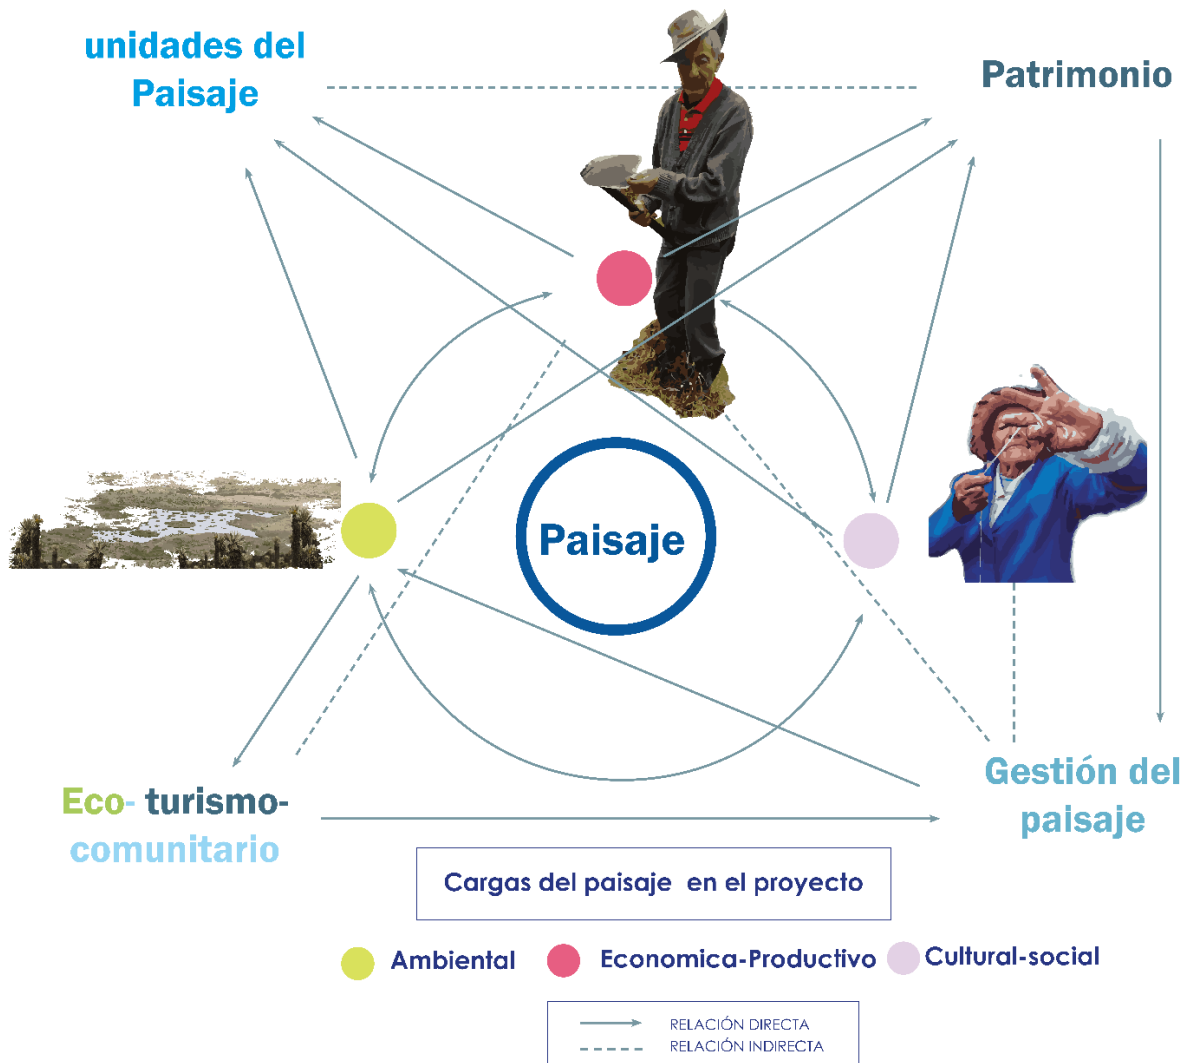 unidades del
Paisaje
Patrimonio
Paisaje
Gestión del
paisaje
Eco- turismo-
comunitario
Cargas del paisaje en el proyecto
Ambiental
Economica-Productivo
Cultural-social
RELACIÓN DIRECTA
RELACIÓN INDIRECTA